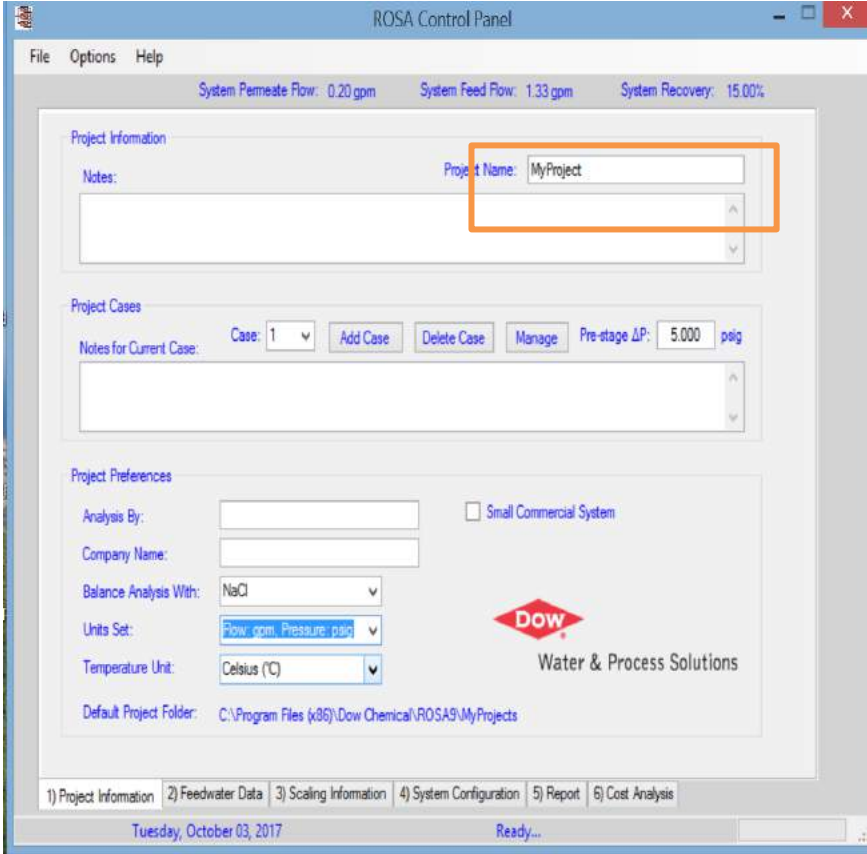 ROSA Control Panel
File Options Help
System Permeate Flow: 0.20 gpm System Feed Flow: 1.33 gpm System Recovery: 15.00%
Project Information
Notes: Project Name: MyProject
Project Cases
Notes for Current Case: Case: 1 Add Case Delete Case Manage Pre-stage ΔP: 5.000 psig
Project Preferences
Analysis By: Small Commercial System
Company Name:
Balance Analysis With: NaCl
Units Set: Flow: gpm, Pressure: psig
DOW
Temperature Unit: Celsius (°C) Water & Process Solutions
Default Project Folder: C:\Program Files (x86)\Dow Chemical\ROSA9\MyProjects
1) Project Information 2) Feedwater Data 3) Scaling Information 4) System Configuration 5) Report 6) Cost Analysis
Tuesday, October 03, 2017 Ready...